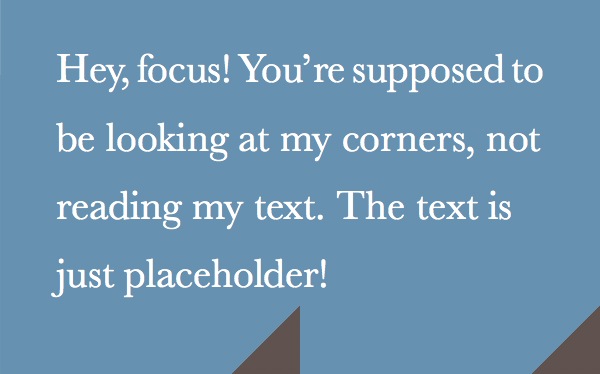 Hey, focus! You’re supposed to
be looking at my corners, not
reading my text. The text is
just placeholder!